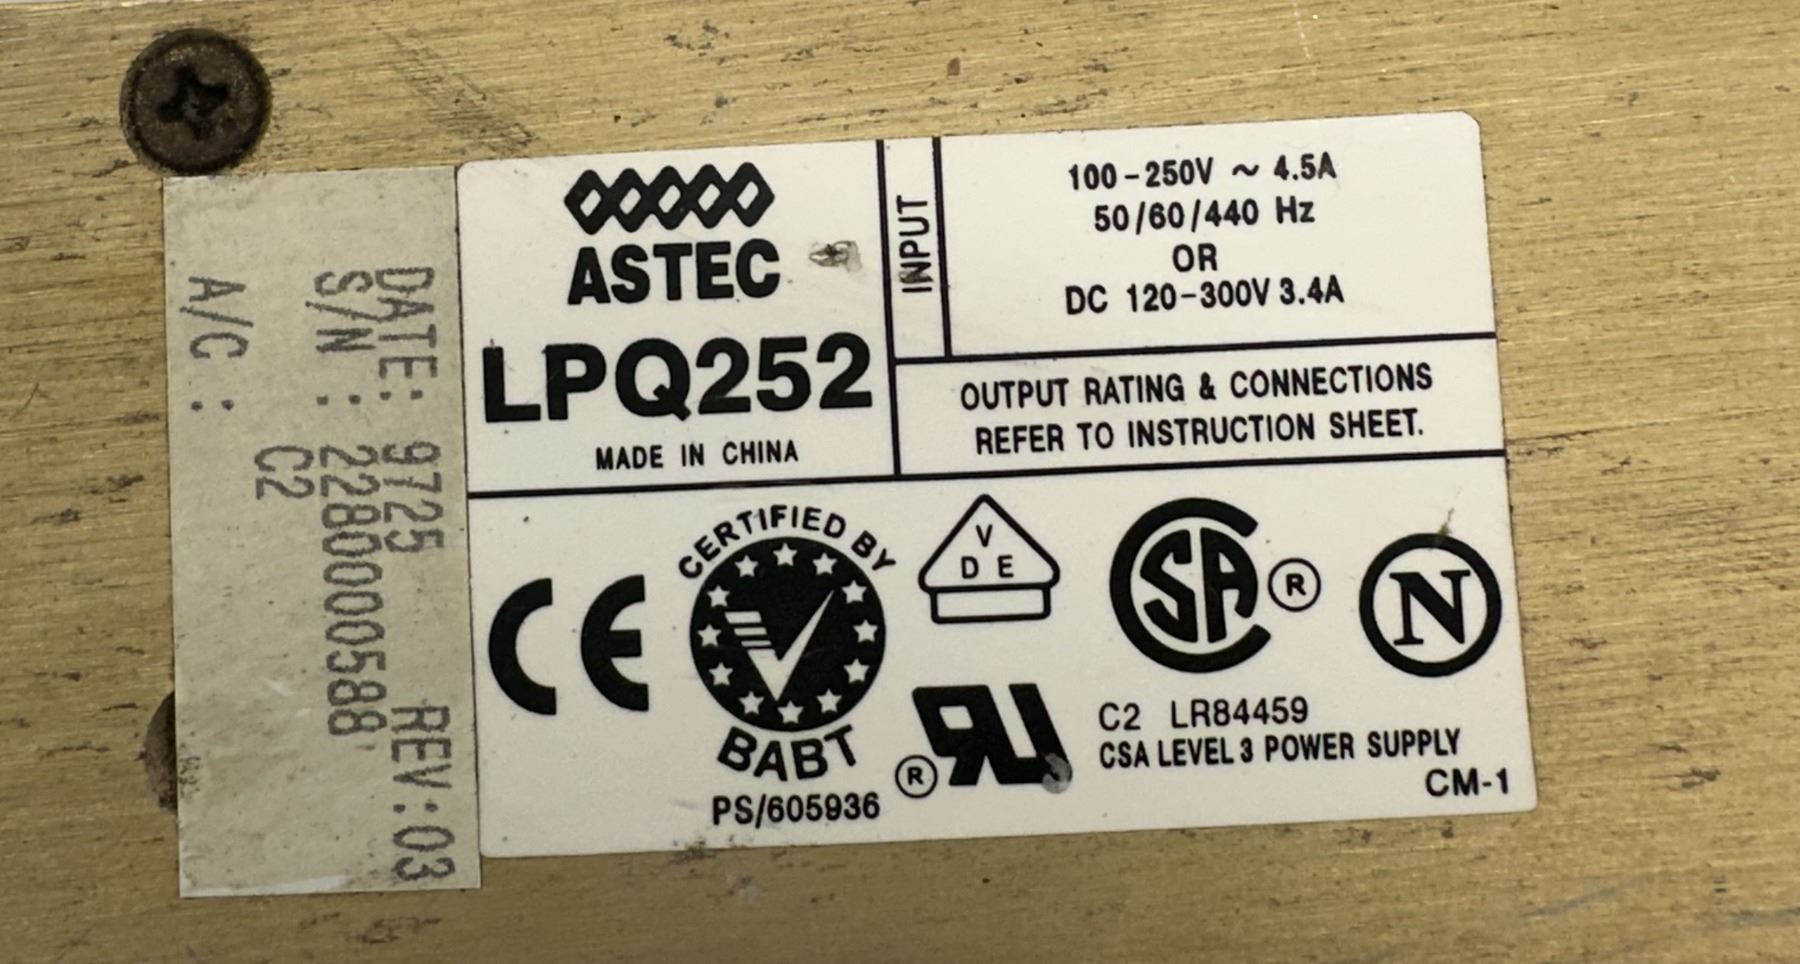 DATE: 9725 REV:03
S/N : 2280000588
C2
A/C :
ASTEC
LPQ252
MADE IN CHINA
INPUT
100-250V ~ 4.5A
50/60/440 Hz
OR
DC 120-300V 3.4A
OUTPUT RATING & CONNECTIONS
REFER TO INSTRUCTION SHEET.
CE
CERTIFIED BY
BABT
PS/605936
V
D E
RU
®
SA
®
N
C2 LR84459
CSA LEVEL 3 POWER SUPPLY
CM-1